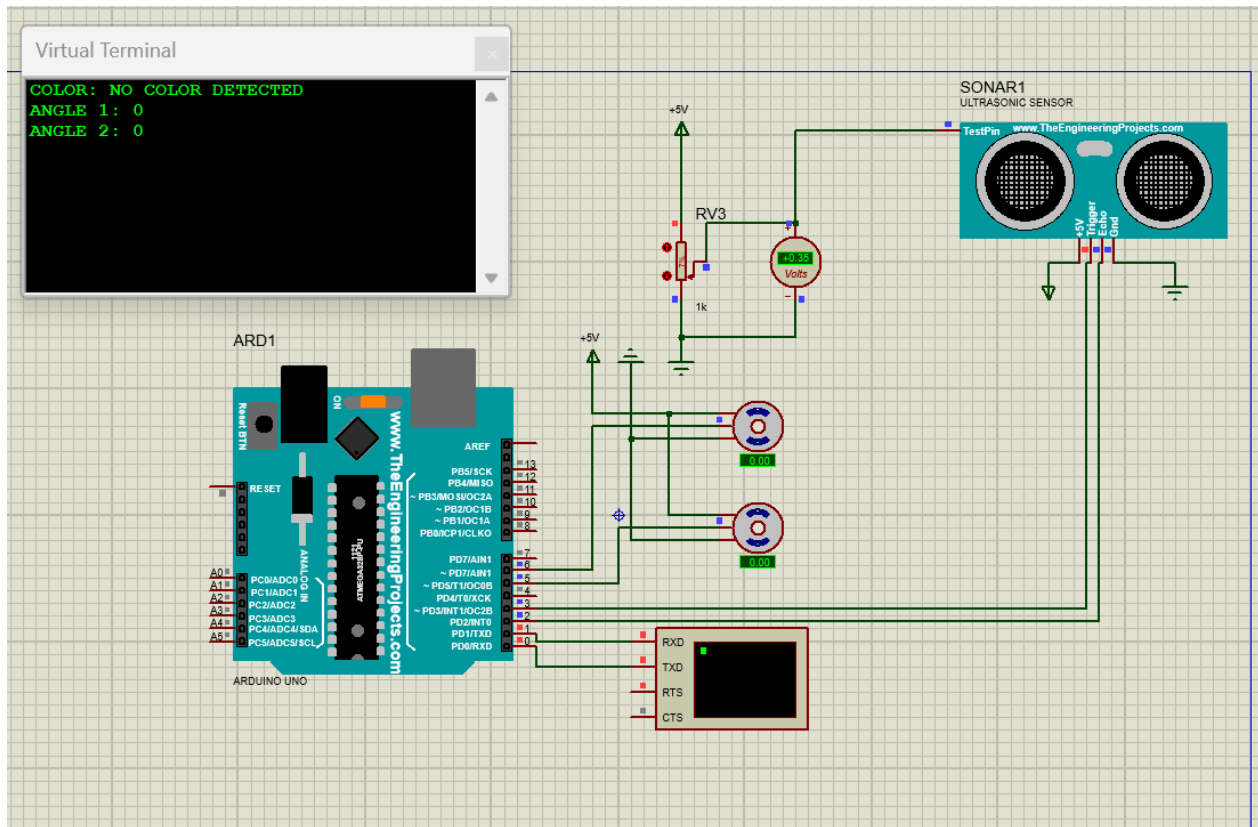 Virtual Terminal
COLOR: NO COLOR DETECTED
ANGLE 1: 0
ANGLE 2: 0
SONAR1
ULTRASONIC SENSOR
TestPin
www.TheEngineeringProjects.com
+5V
Trigger
Echo
Gnd
+5V
RV3
7%
1k
+0.35
Volts
+
−
ARD1
Reset BTN
ON
www.TheEngineeringProjects.com
RESET
ANALOG IN
ATMEGA328P-PU
1121
AREF
PB5/SCK
13
PB4/MISO
12
~ PB3/MOSI/OC2A
11
~ PB2/OC1B
10
~ PB1/OC1A
9
PB0/ICP1/CLKO
8
PD7/AIN1
7
~ PD7/AIN1
6
~ PD5/T1/OC0B
5
PD4/T0/XCK
4
~ PD3/INT1/OC2B
3
PD2/INT0
2
PD1/TXD
1
PD0/RXD
0
A0
PC0/ADC0
A1
PC1/ADC1
A2
PC2/ADC2
A3
PC3/ADC3
A4
PC4/ADC4/SDA
A5
PC5/ADC5/SCL
ARDUINO UNO
+5V
0.00
0.00
RXD
TXD
RTS
CTS